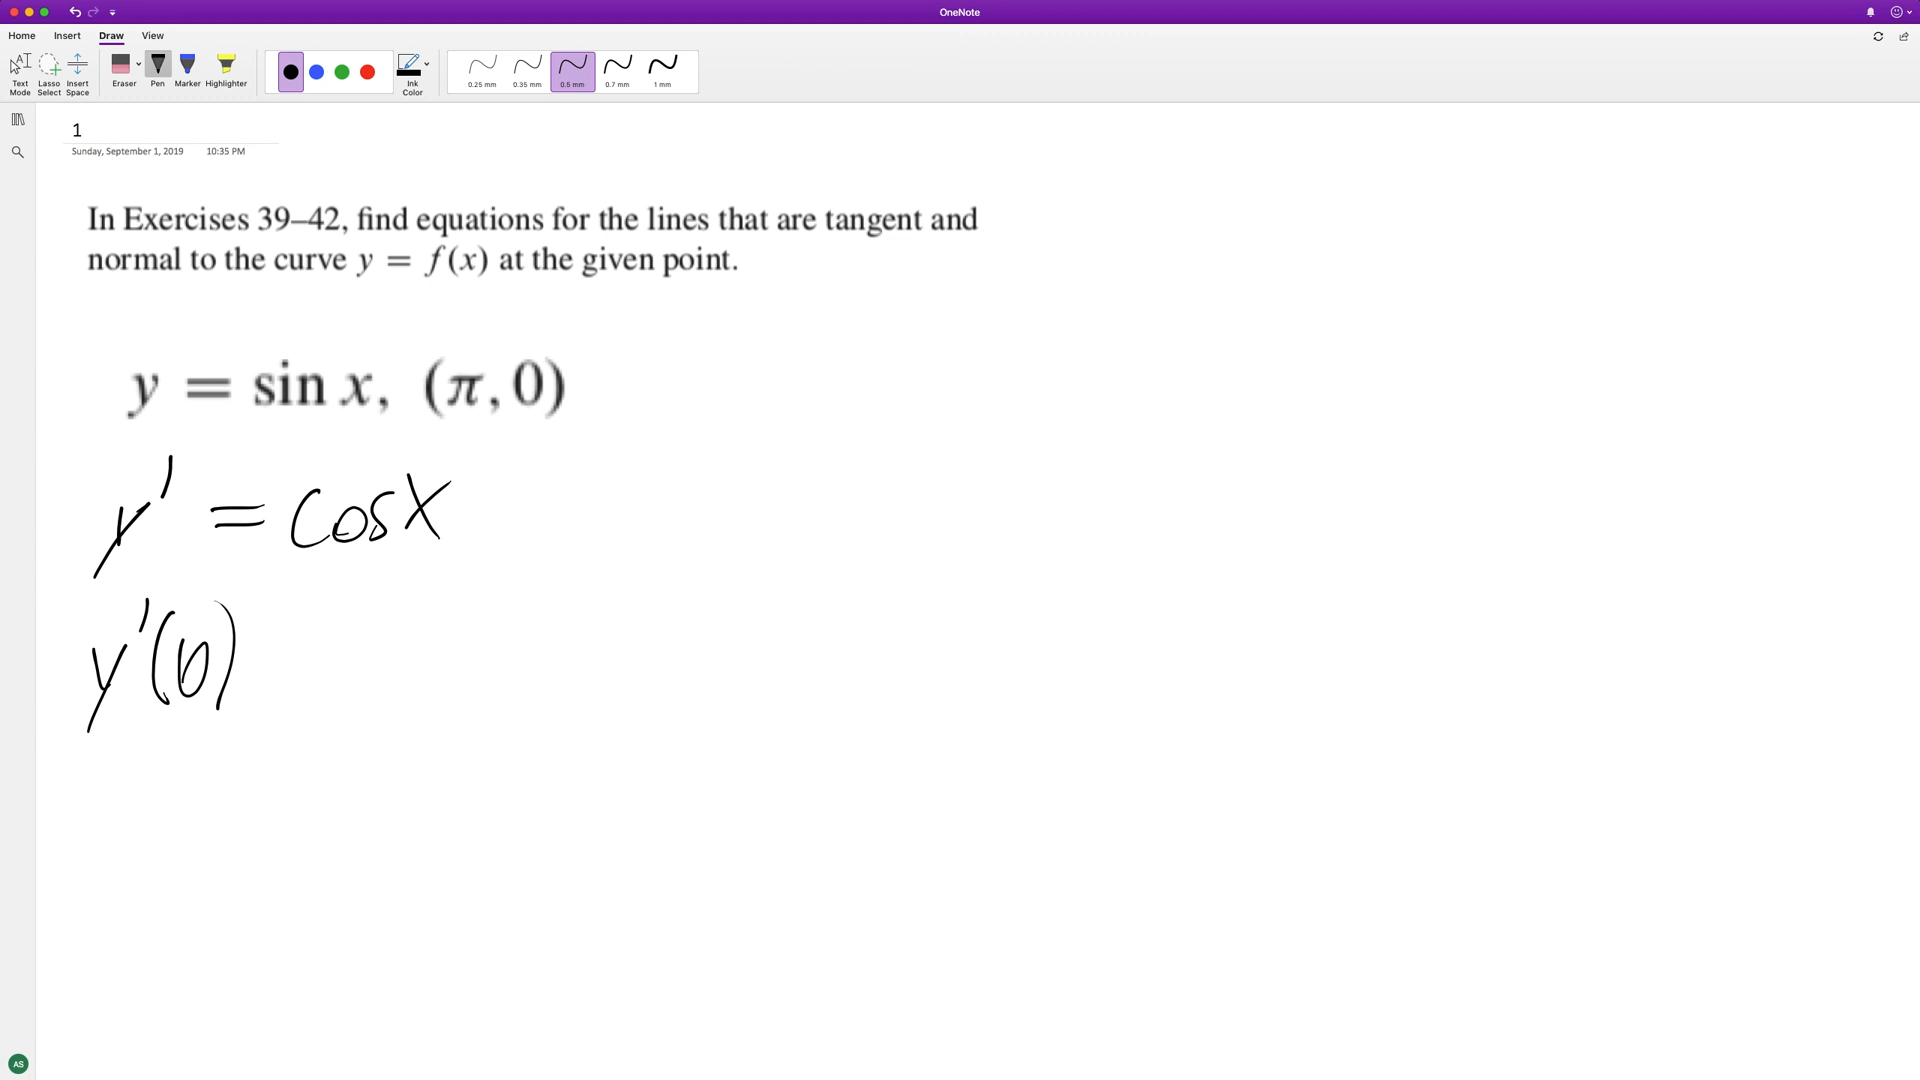 OneNote
Home Insert Draw View
Text Mode
Lasso Select
Insert Space
Eraser
Pen
Marker
Highlighter
Ink Color
0.25 mm
0.35 mm
0.5 mm
0.7 mm
1 mm
1
Sunday, September 1, 2019 10:35 PM
In Exercises 39–42, find equations for the lines that are tangent and
normal to the curve y = f(x) at the given point.
y = sin x, (π, 0)
y' = cosx
y'(0)
AS